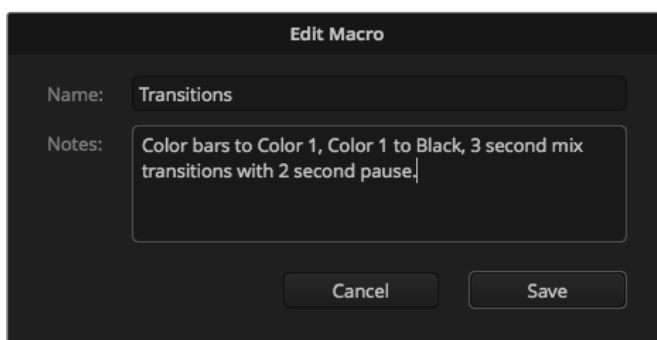 Edit Macro
Name: Transitions
Notes: Color bars to Color 1, Color 1 to Black, 3 second mix
transitions with 2 second pause.
Cancel Save